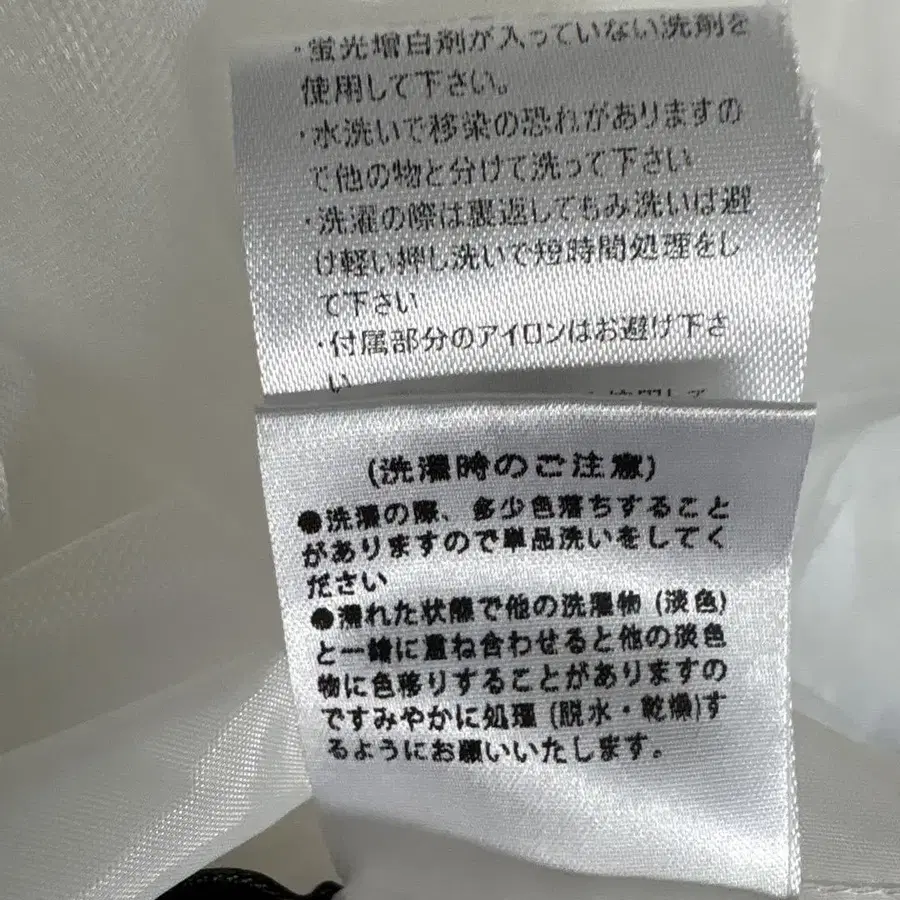 ・蛍光増白剤が入っていない洗剤を
使用して下さい。
・水洗いで移染の恐れがありますの
で他の物と分けて洗って下さい
・洗濯の際は裏返してもみ洗いは避
け軽い押し洗いで短時間処理をし
て下さい
・付属部分のアイロンはお避け下さ
い
(洗濯時のご注意)
●洗濯の際、多少色落ちすること
がありますので単品洗いをしてく
ださい
●濡れた状態で他の洗濯物 (淡色)
と一緒に重ね合わせると他の淡色
物に色移りすることがありますの
ですみやかに処理 (脱水・乾燥)す
るようにお願いいたします。